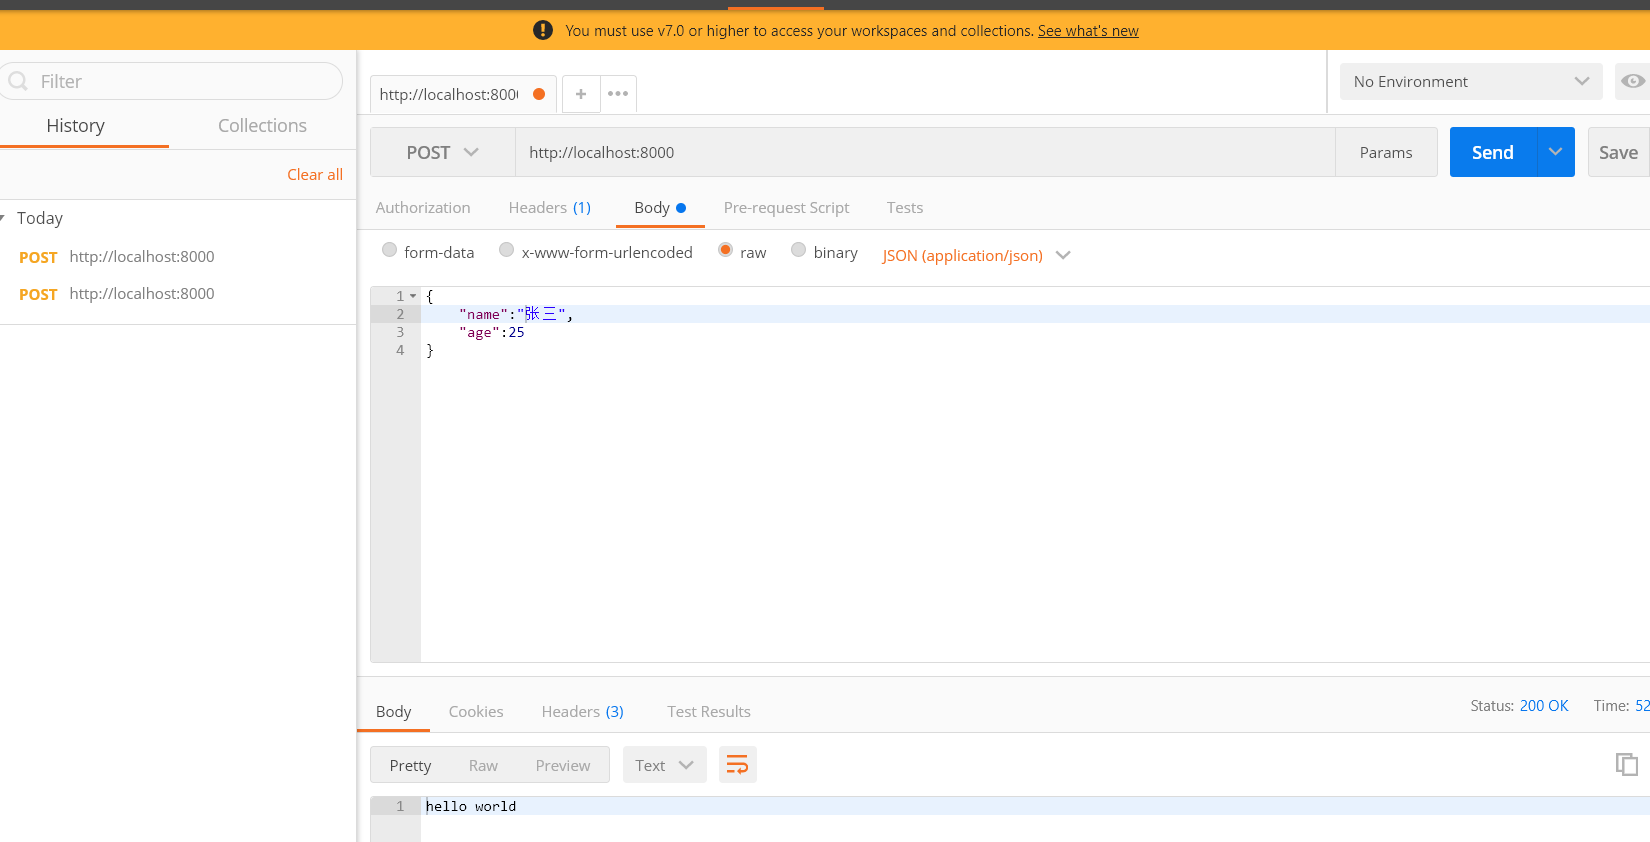 You must use v7.0 or higher to access your workspaces and collections. See what's new
Filter
History Collections
Clear all
Today
POST http://localhost:8000
POST http://localhost:8000
http://localhost:800
No Environment
POST http://localhost:8000 Params Send Save
Authorization Headers (1) Body Pre-request Script Tests
form-data x-www-form-urlencoded raw binary JSON (application/json)
1 {
2 "name":"张三",
3 "age":25
4 }
Body Cookies Headers (3) Test Results Status: 200 OK Time: 52
Pretty Raw Preview Text
1 hello world